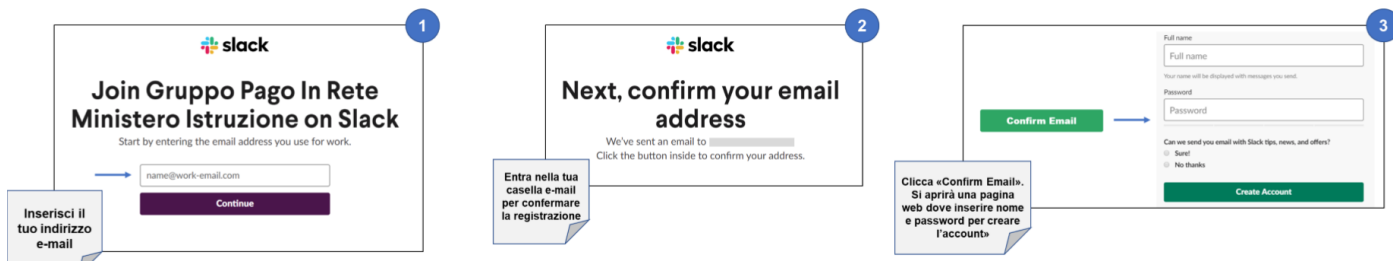 1
slack
Join Gruppo Pago In Rete
Ministero Istruzione on Slack
Start by entering the email address you use for work.
name@work-email.com
Continue
Inserisci il
tuo indirizzo
e-mail
2
slack
Next, confirm your email
address
We've sent an email to
Click the button inside to confirm your address.
Entra nella tua
casella e-mail
per confermare
la registrazione
3
Confirm Email
Full name
Full name
Your name will be displayed with messages you send.
Password
Password
Can we send you email with Slack tips, news, and offers?
Sure!
No thanks
Create Account
Clicca «Confirm Email».
Si aprirà una pagina
web dove inserire nome
e password per creare
l'account»